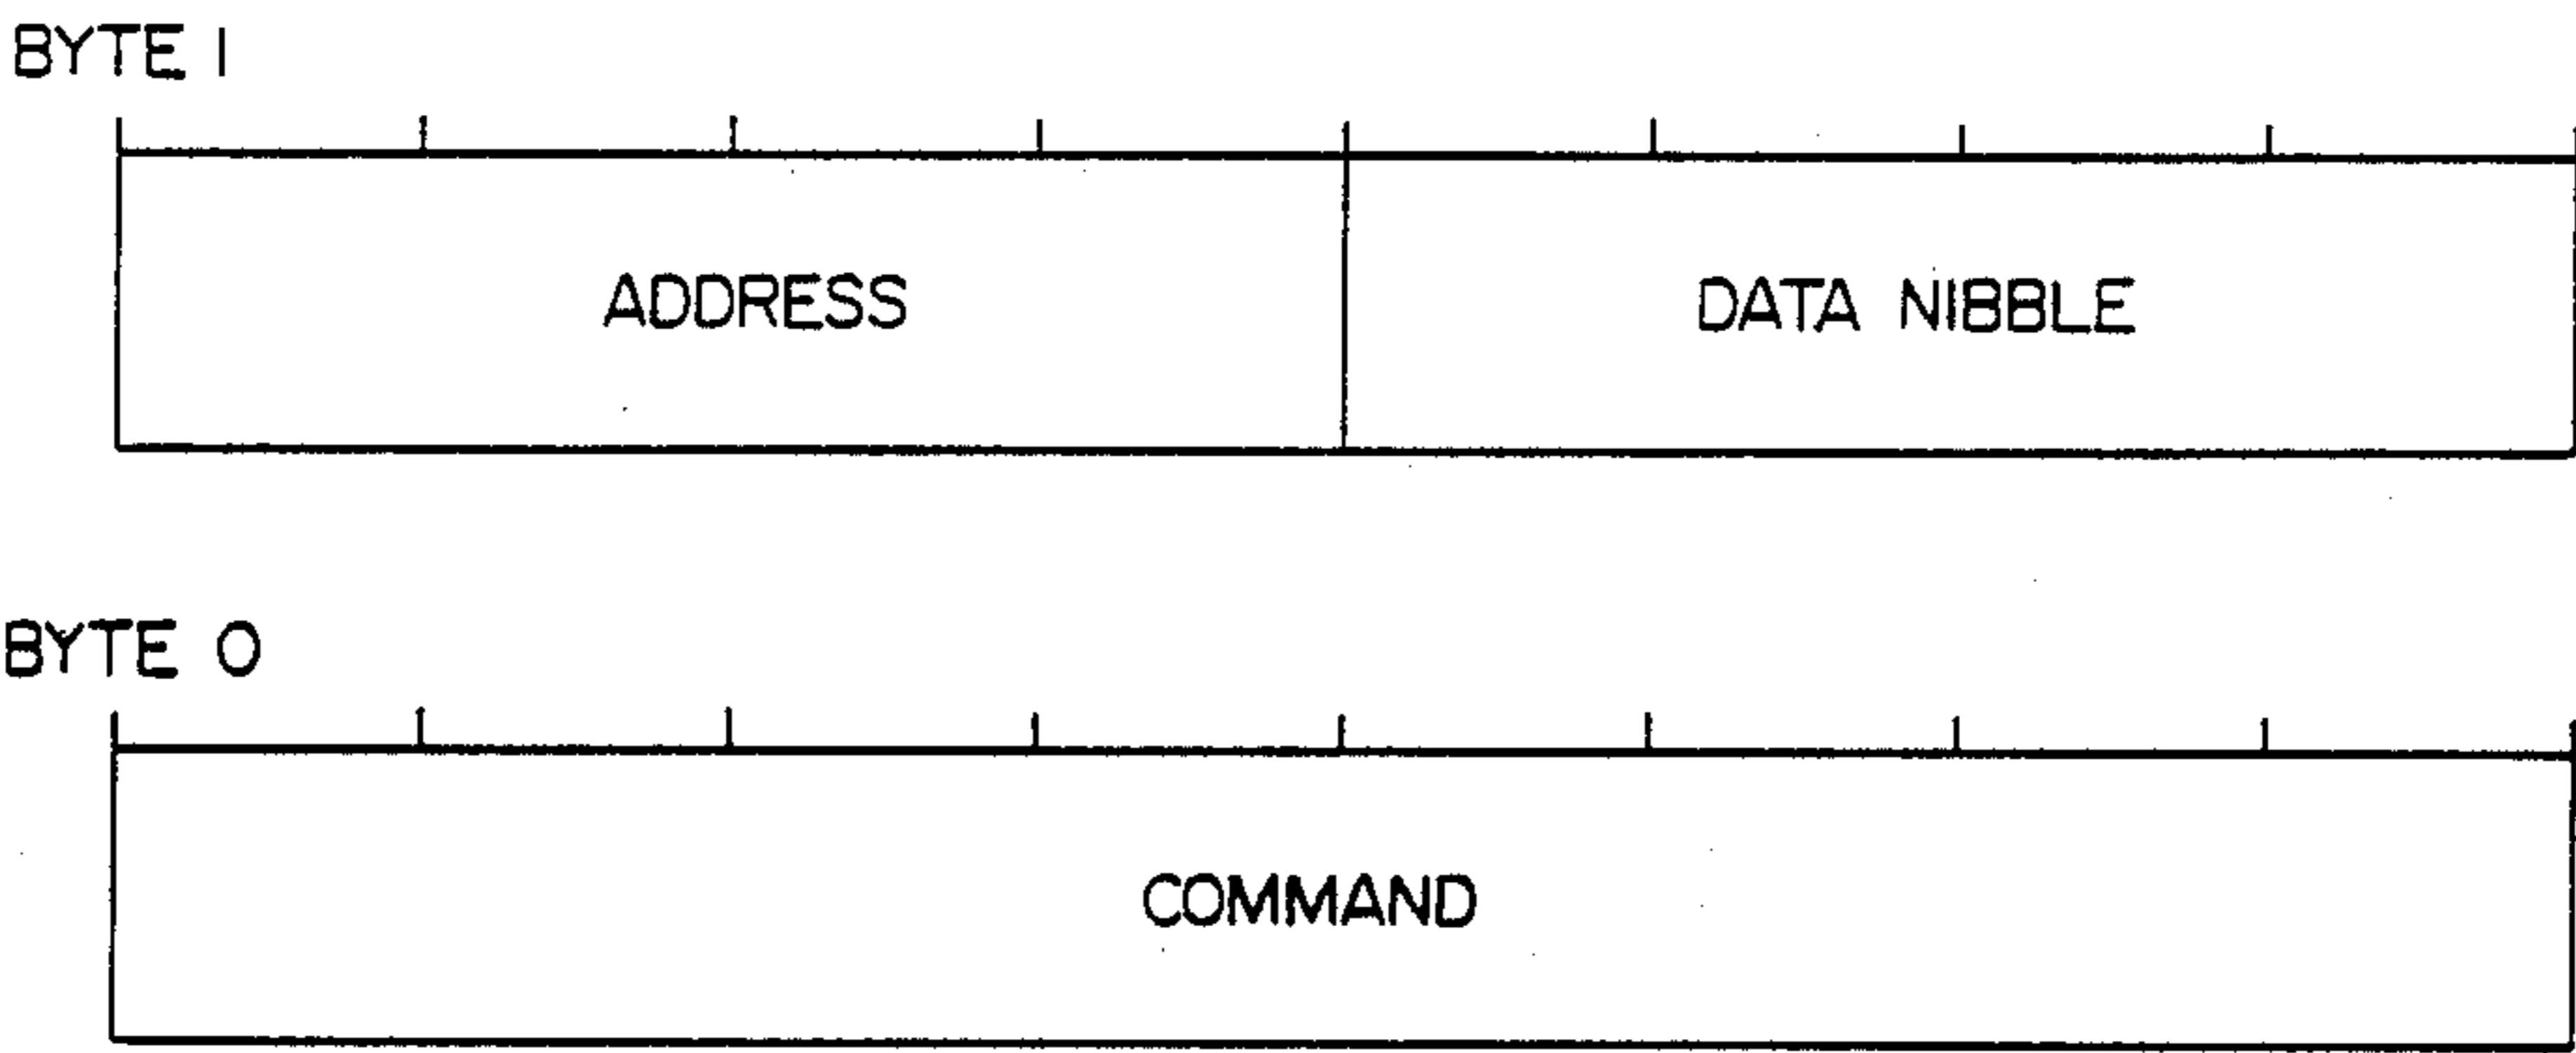 BYTE 1
ADDRESS DATA NIBBLE
BYTE 0
COMMAND